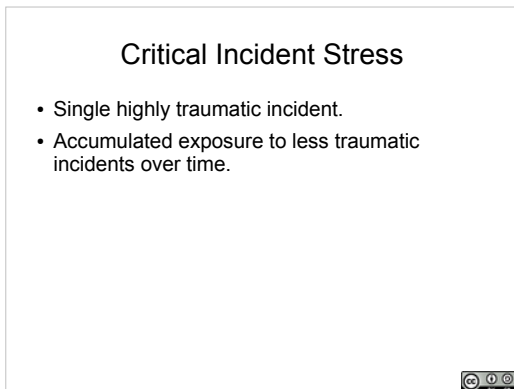 Critical Incident Stress
• Single highly traumatic incident.
• Accumulated exposure to less traumatic
incidents over time.